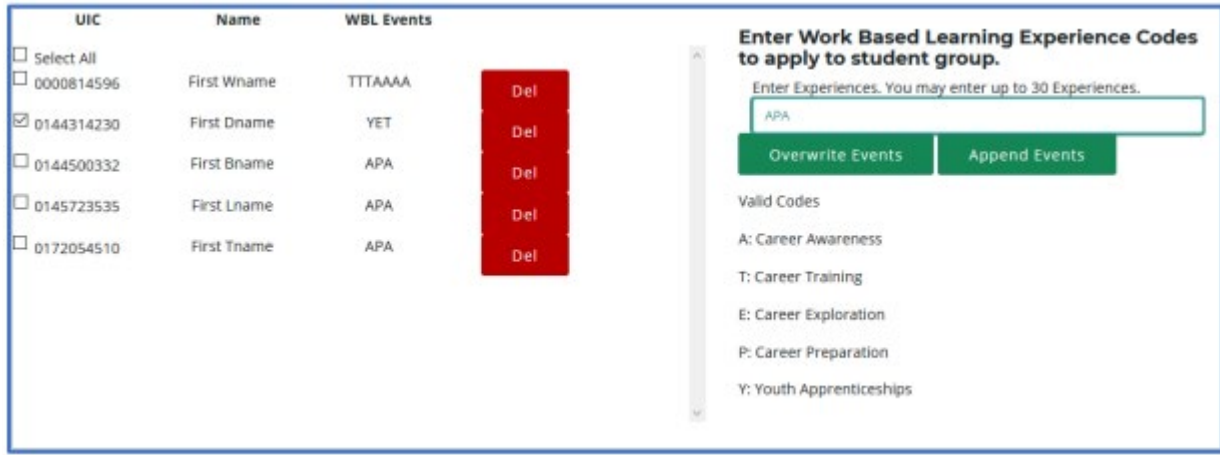 UIC Name WBL Events
Select All
0000814596 First Wname TTTAAAA Del
0144314230 First Dname YET Del
0144500332 First Bname APA Del
0145723535 First Lname APA Del
0172054510 First Tname APA Del
Enter Work Based Learning Experience Codes
to apply to student group.
Enter Experiences. You may enter up to 30 Experiences.
APA
Overwrite Events Append Events
Valid Codes
A: Career Awareness
T: Career Training
E: Career Exploration
P: Career Preparation
Y: Youth Apprenticeships